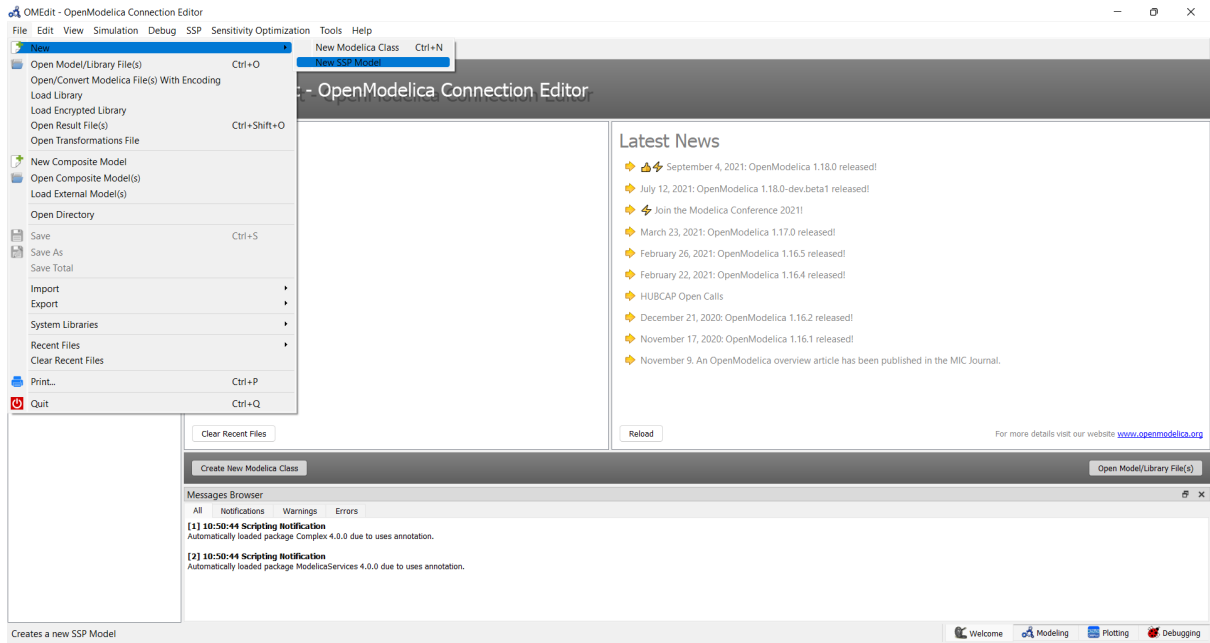 OMEdit - OpenModelica Connection Editor
File Edit View Simulation Debug SSP Sensitivity Optimization Tools Help
New
New Modelica Class Ctrl+N
New SSP Model
Open Model/Library File(s) Ctrl+O
Open/Convert Modelica File(s) With Encoding
Load Library
Load Encrypted Library
Open Result File(s) Ctrl+Shift+O
Open Transformations File
New Composite Model
Open Composite Model(s)
Load External Model(s)
Open Directory
Save Ctrl+S
Save As
Save Total
Import
Export
System Libraries
Recent Files
Clear Recent Files
Print... Ctrl+P
Quit Ctrl+Q
t - OpenModelica Connection Editor
Latest News
September 4, 2021: OpenModelica 1.18.0 released!
July 12, 2021: OpenModelica 1.18.0-dev.beta1 released!
Join the Modelica Conference 2021!
March 23, 2021: OpenModelica 1.17.0 released!
February 26, 2021: OpenModelica 1.16.5 released!
February 22, 2021: OpenModelica 1.16.4 released!
HUBCAP Open Calls
December 21, 2020: OpenModelica 1.16.2 released!
November 17, 2020: OpenModelica 1.16.1 released!
November 9. An OpenModelica overview article has been published in the MIC Journal.
Clear Recent Files
Reload
For more details visit our website www.openmodelica.org
Create New Modelica Class
Open Model/Library File(s)
Messages Browser
All Notifications Warnings Errors
[1] 10:50:44 Scripting Notification
Automatically loaded package Complex 4.0.0 due to uses annotation.
[2] 10:50:44 Scripting Notification
Automatically loaded package ModelicaServices 4.0.0 due to uses annotation.
Creates a new SSP Model
Welcome Modeling Plotting Debugging